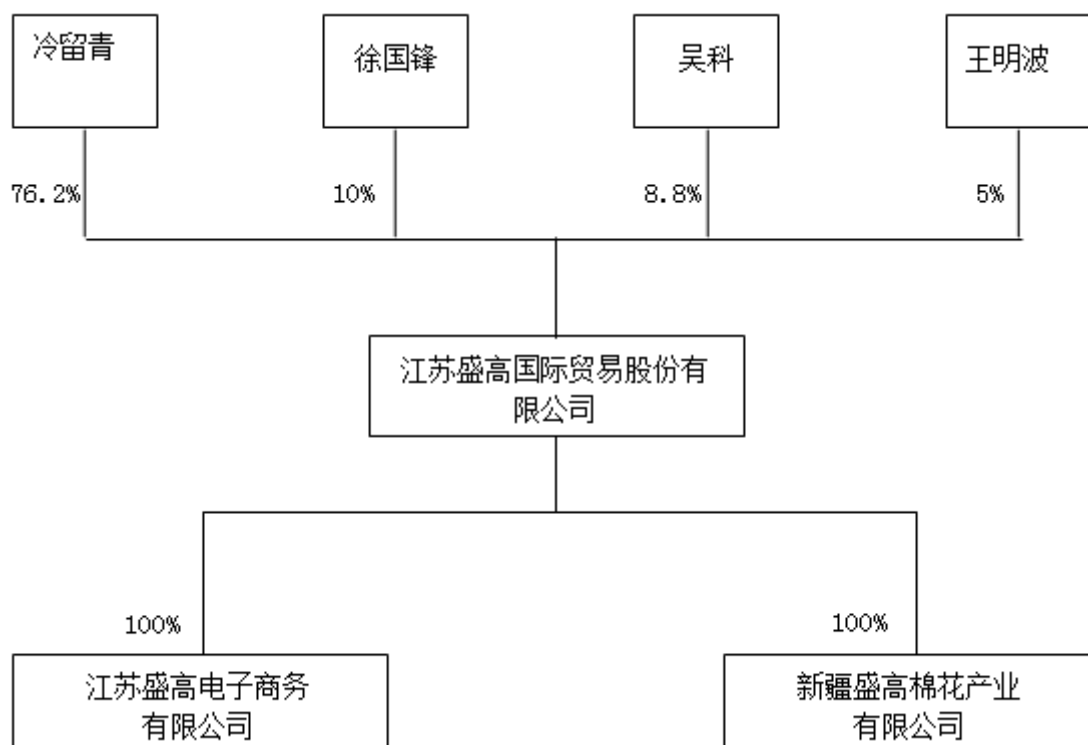 冷留青
徐国锋
吴科
王明波
76.2%
10%
8.8%
5%
江苏盛高国际贸易股份有
限公司
100%
100%
江苏盛高电子商务
有限公司
新疆盛高棉花产业
有限公司